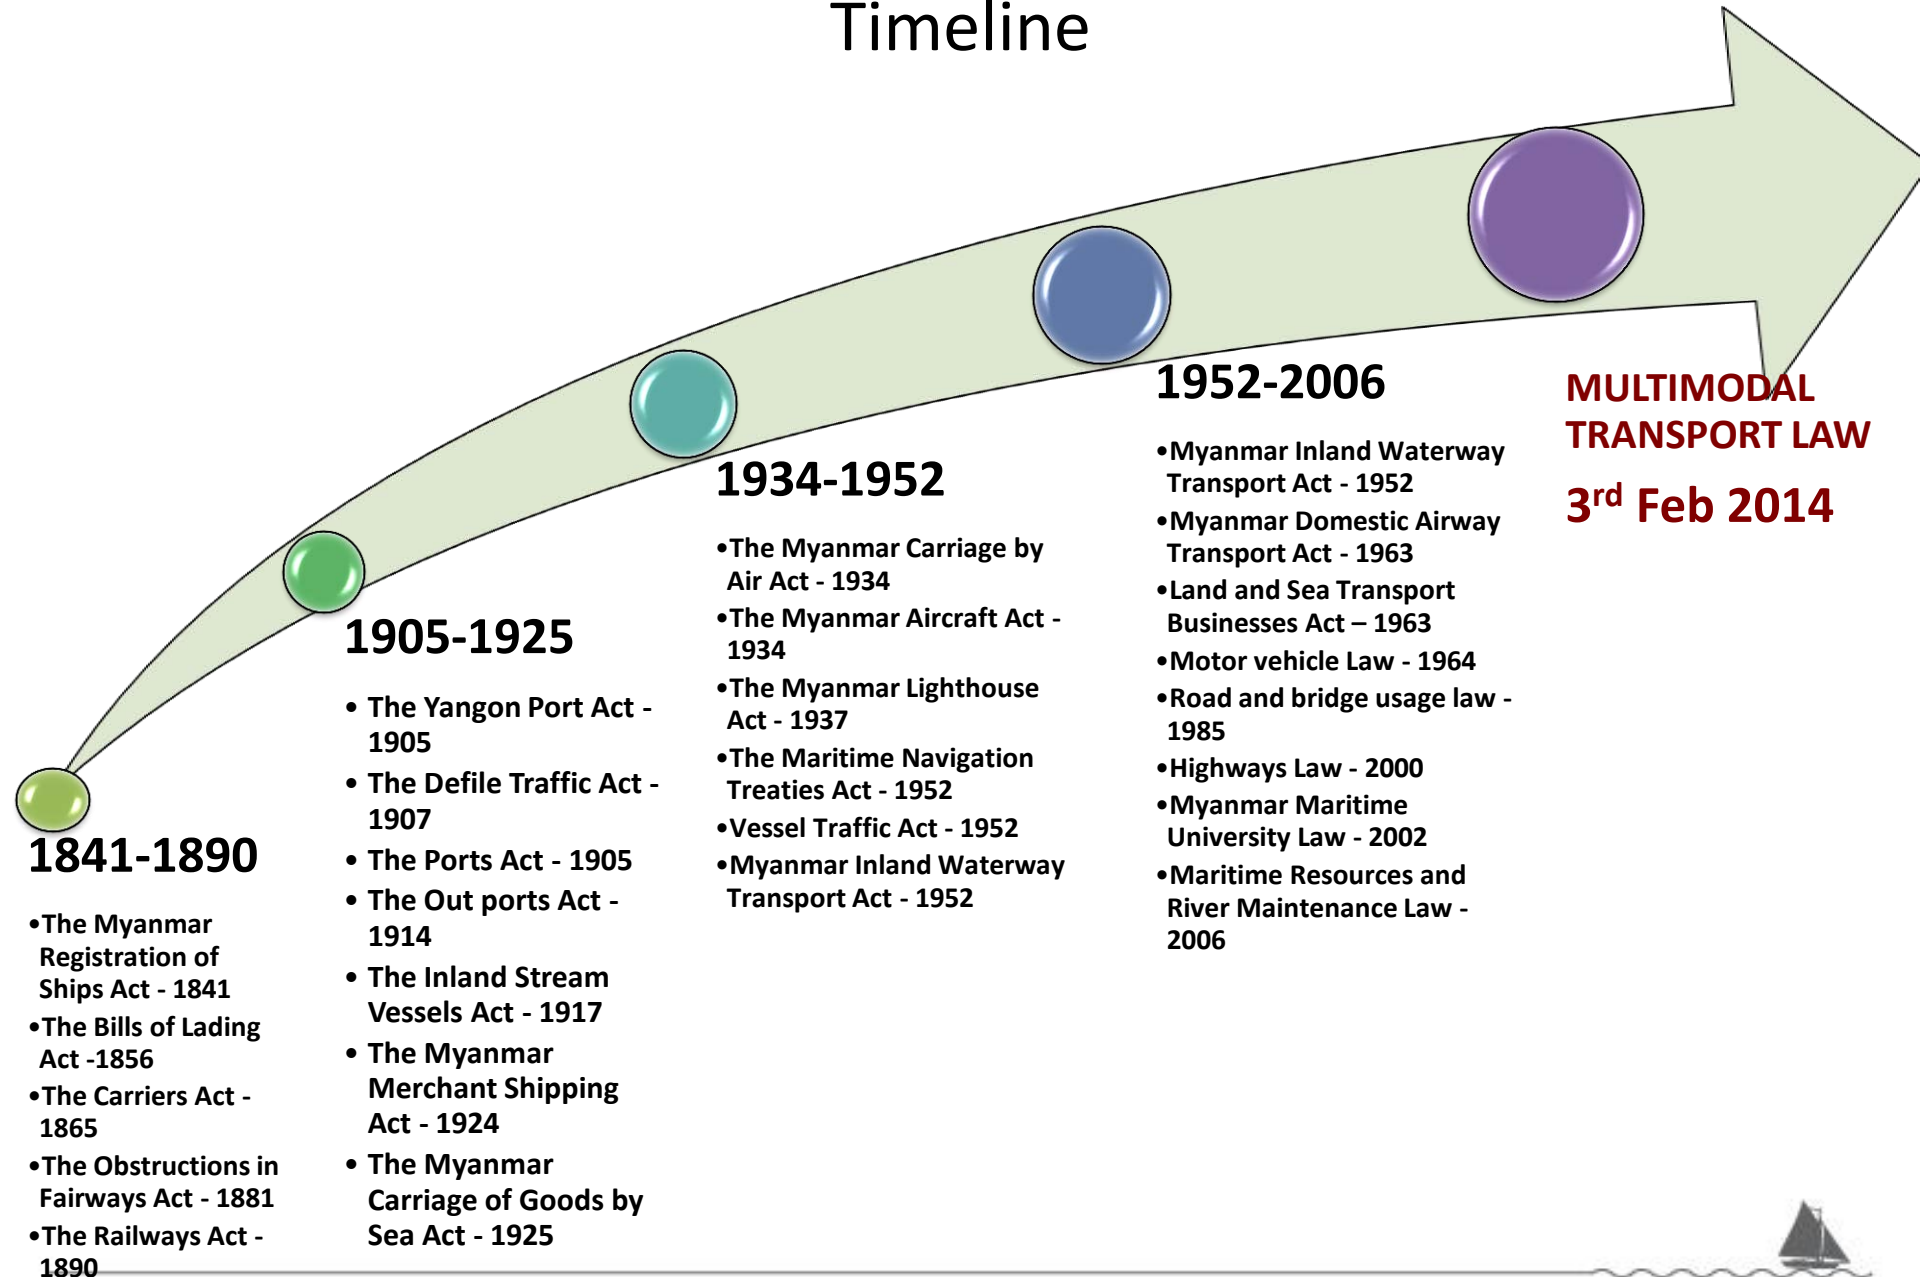 Timeline
1841-1890
•The Myanmar
Registration of
Ships Act - 1841
•The Bills of Lading
Act -1856
•The Carriers Act -
1865
•The Obstructions in
Fairways Act - 1881
•The Railways Act -
1890
1905-1925
• The Yangon Port Act -
1905
• The Defile Traffic Act -
1907
• The Ports Act - 1905
• The Out ports Act -
1914
• The Inland Stream
Vessels Act - 1917
• The Myanmar
Merchant Shipping
Act - 1924
• The Myanmar
Carriage of Goods by
Sea Act - 1925
1934-1952
•The Myanmar Carriage by
Air Act - 1934
•The Myanmar Aircraft Act -
1934
•The Myanmar Lighthouse
Act - 1937
•The Maritime Navigation
Treaties Act - 1952
•Vessel Traffic Act - 1952
•Myanmar Inland Waterway
Transport Act - 1952
1952-2006
•Myanmar Inland Waterway
Transport Act - 1952
•Myanmar Domestic Airway
Transport Act - 1963
•Land and Sea Transport
Businesses Act – 1963
•Motor vehicle Law - 1964
•Road and bridge usage law -
1985
•Highways Law - 2000
•Myanmar Maritime
University Law - 2002
•Maritime Resources and
River Maintenance Law -
2006
MULTIMODAL
TRANSPORT LAW
3rd Feb 2014